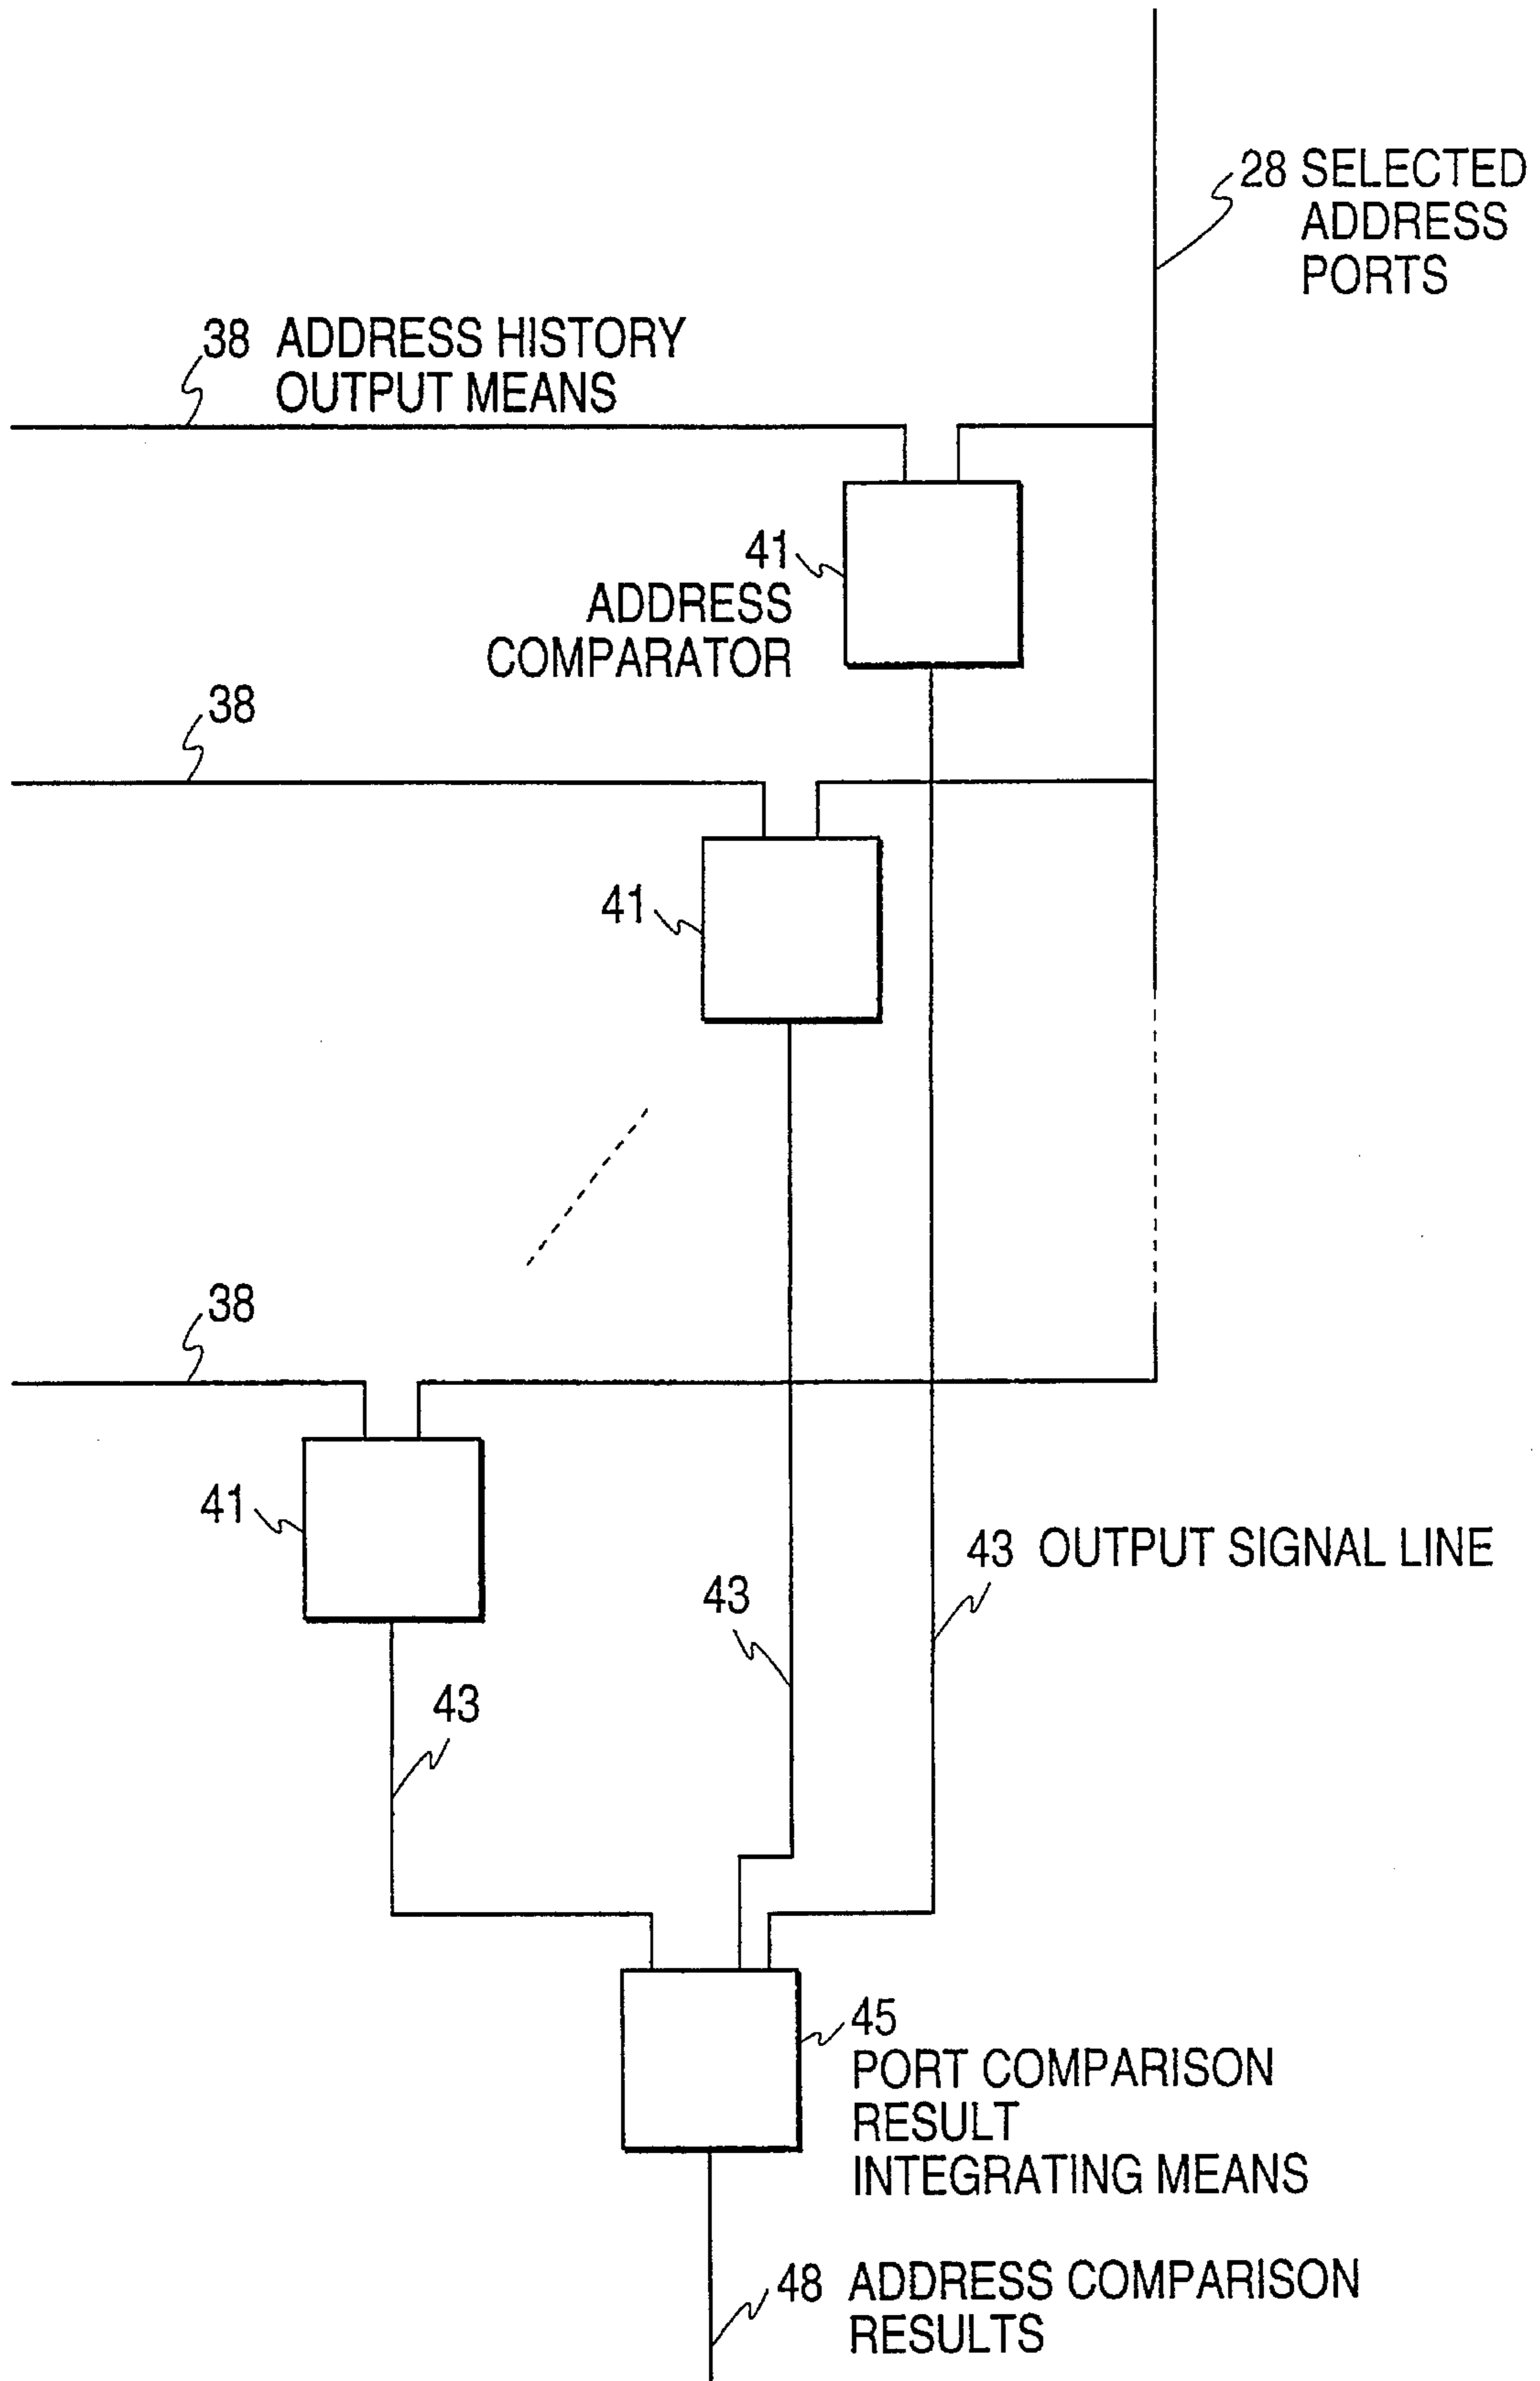 28 SELECTED
ADDRESS
PORTS
38 ADDRESS HISTORY
OUTPUT MEANS
41
ADDRESS
COMPARATOR
38
41
38
41
43 OUTPUT SIGNAL LINE
43
43
45
PORT COMPARISON
RESULT
INTEGRATING MEANS
48 ADDRESS COMPARISON
RESULTS